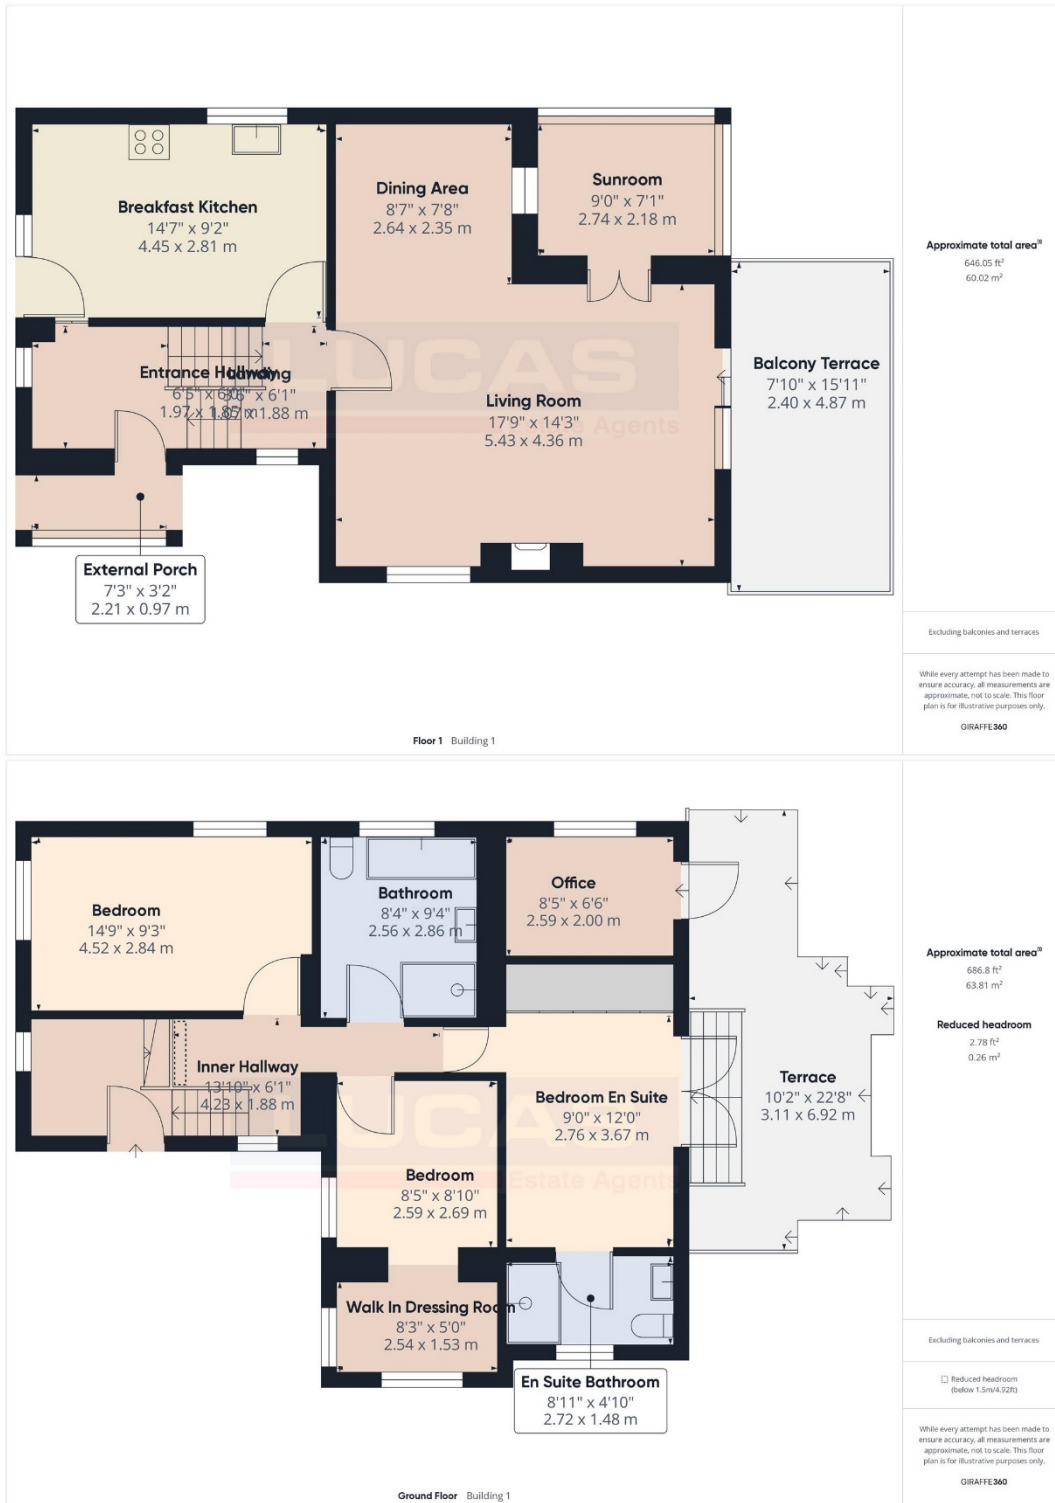 Breakfast Kitchen
14'7" x 9'2"
4.45 x 2.81 m
Dining Area
8'7" x 7'8"
2.64 x 2.35 m
Sunroom
9'0" x 7'1"
2.74 x 2.18 m
Entrance Hallway
6'5" x 6'0"
Landing
LUCAS
Estate Agents
Living Room
17'9" x 14'3"
5.43 x 4.36 m
Balcony Terrace
7'10" x 15'11"
2.40 x 4.87 m
External Porch
7'3" x 3'2"
2.21 x 0.97 m
Approximate total area
646.05 ft²
60.02 m²
Excluding balconies and terraces
While every attempt has been made to
ensure accuracy, all measurements are
approximate, not to scale. This floor
plan is for illustrative purposes only.
GIRAFFE360
Floor 1 Building 1
Bedroom
14'9" x 9'3"
4.52 x 2.84 m
Bathroom
8'4" x 9'4"
2.56 x 2.86 m
Office
8'5" x 6'6"
2.59 x 2.00 m
Inner Hallway
13'10" x 6'1"
4.23 x 1.88 m
Bedroom En Suite
9'0" x 12'0"
2.76 x 3.67 m
Terrace
10'2" x 22'8"
3.11 x 6.92 m
LUCAS
Estate Agents
Bedroom
8'5" x 8'10"
2.59 x 2.69 m
Walk In Dressing Room
8'3" x 5'0"
2.54 x 1.53 m
En Suite Bathroom
8'11" x 4'10"
2.72 x 1.48 m
Approximate total area
686.8 ft²
63.81 m²
Reduced headroom
2.78 ft²
0.26 m²
Excluding balconies and terraces
Reduced headroom
(below 1.5m/4.92ft)
While every attempt has been made to
ensure accuracy, all measurements are
approximate, not to scale. This floor
plan is for illustrative purposes only.
GIRAFFE360
Ground Floor Building 1